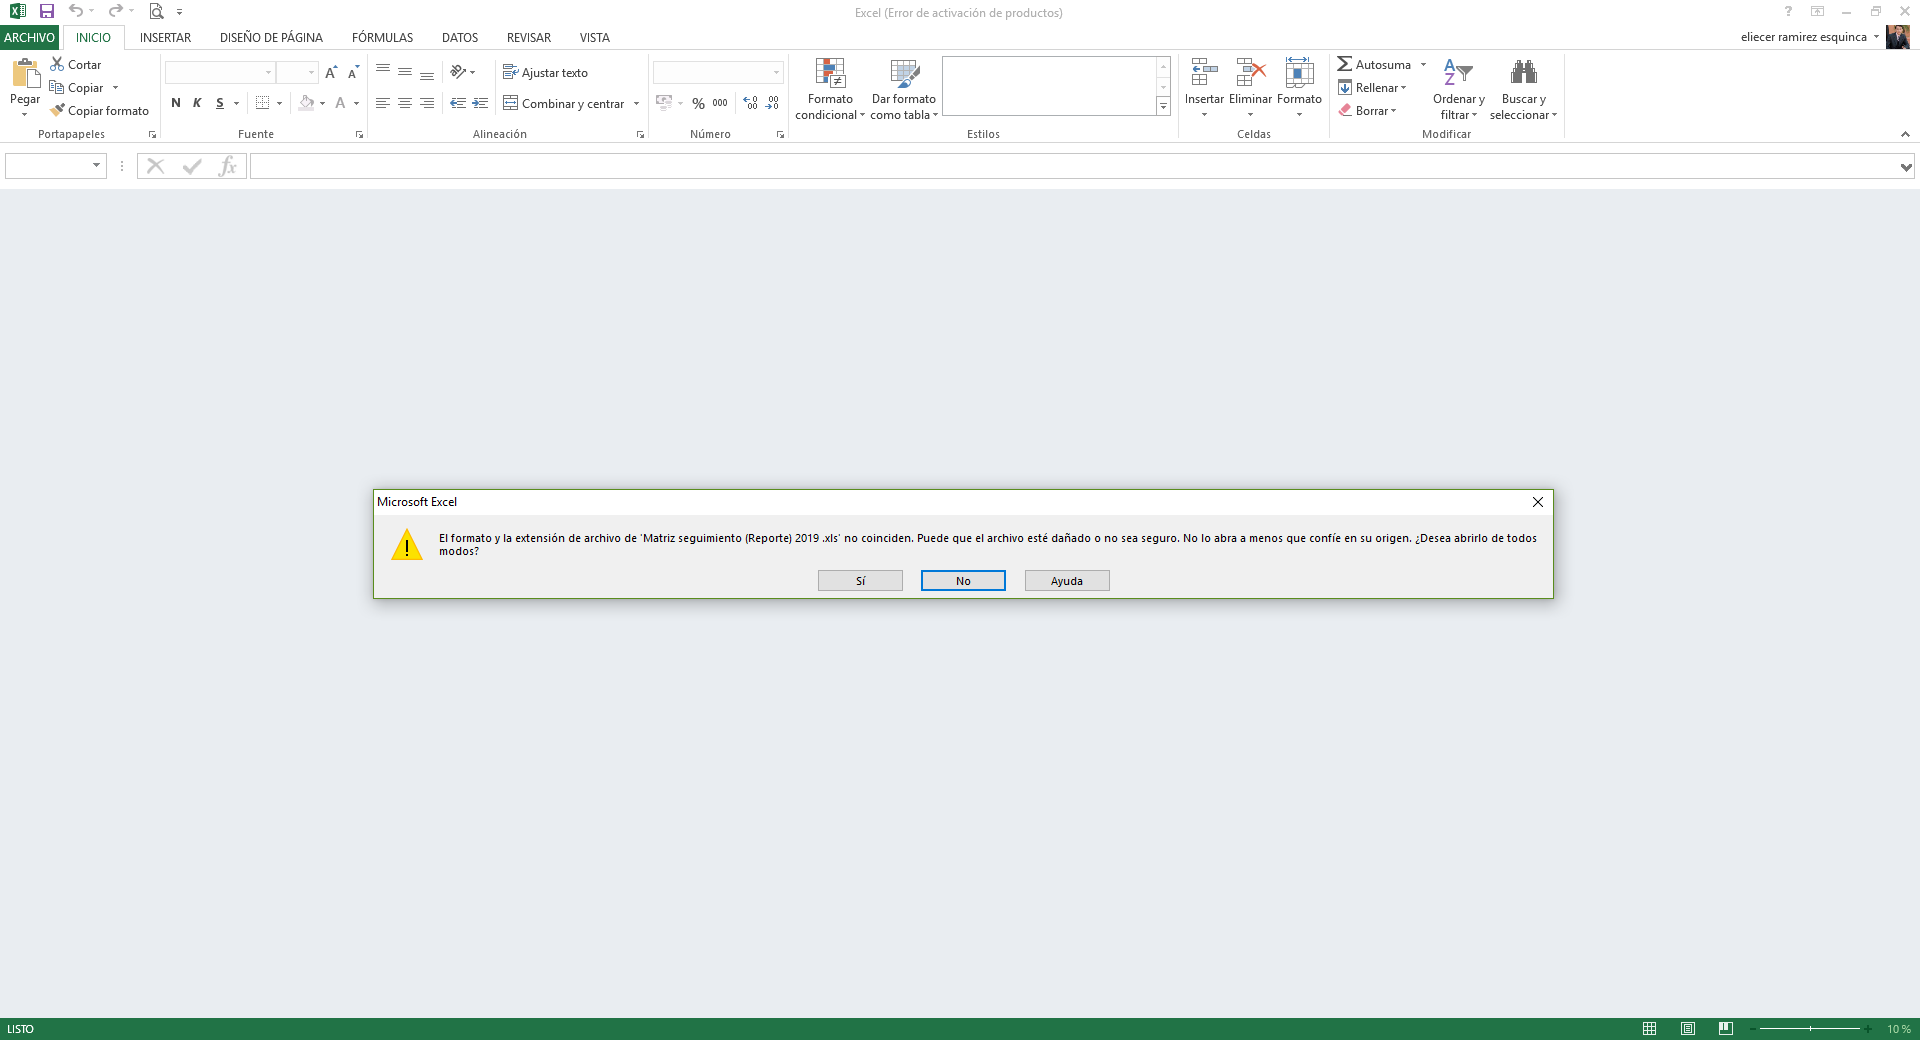 Excel (Error de activación de productos)
ARCHIVO INICIO INSERTAR DISEÑO DE PÁGINA FÓRMULAS DATOS REVISAR VISTA eliecer ramirez esquinca
Pegar
Cortar
Copiar
Copiar formato
Portapapeles
N K S A
Fuente
Ajustar texto
Combinar y centrar
Alineación
% 000
Número
Formato condicional
Dar formato como tabla
Estilos
Insertar Eliminar Formato
Celdas
Autosuma
Rellenar
Borrar
Ordenar y filtrar
Buscar y seleccionar
Modificar
fx
Microsoft Excel
El formato y la extensión de archivo de 'Matriz seguimiento (Reporte) 2019 .xls' no coinciden. Puede que el archivo esté dañado o no sea seguro. No lo abra a menos que confíe en su origen. ¿Desea abrirlo de todos
modos?
Sí No Ayuda
LISTO 10 %